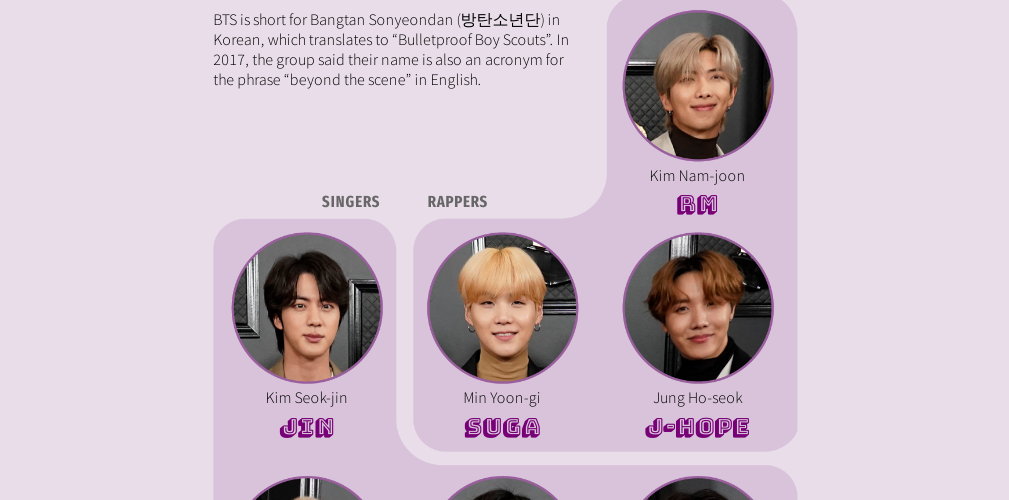 BTS is short for Bangtan Sonyeondan (방탄소년단) in
Korean, which translates to “Bulletproof Boy Scouts”. In
2017, the group said their name is also an acronym for
the phrase “beyond the scene” in English.
Kim Nam-joon
RM
SINGERS
RAPPERS
Kim Seok-jin
JIN
Min Yoon-gi
SUGA
Jung Ho-seok
J-HOPE